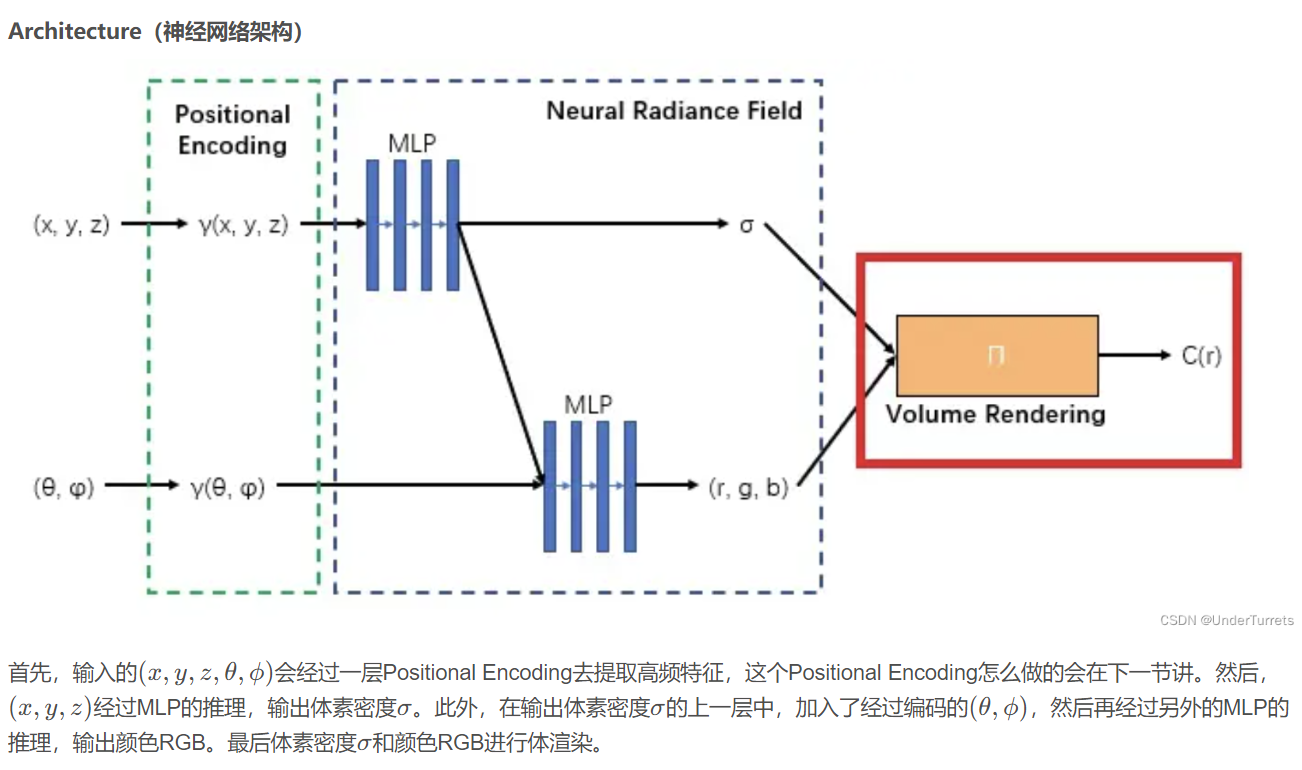 Architecture（神经网络架构）
Positional
Encoding
Neural Radiance Field
MLP
(x, y, z)
γ(x, y, z)
σ
Π
C(r)
Volume Rendering
MLP
(θ, φ)
γ(θ, φ)
(r, g, b)
CSDN @UnderTurrets
首先，输入的(x, y, z, θ, ϕ)会经过一层Positional Encoding去提取高频特征，这个Positional Encoding怎么做的会在下一节讲。然后，
(x, y, z)经过MLP的推理，输出体素密度σ。此外，在输出体素密度σ的上一层中，加入了经过编码的(θ, ϕ)，然后再经过另外的MLP的
推理，输出颜色RGB。最后体素密度σ和颜色RGB进行体渲染。